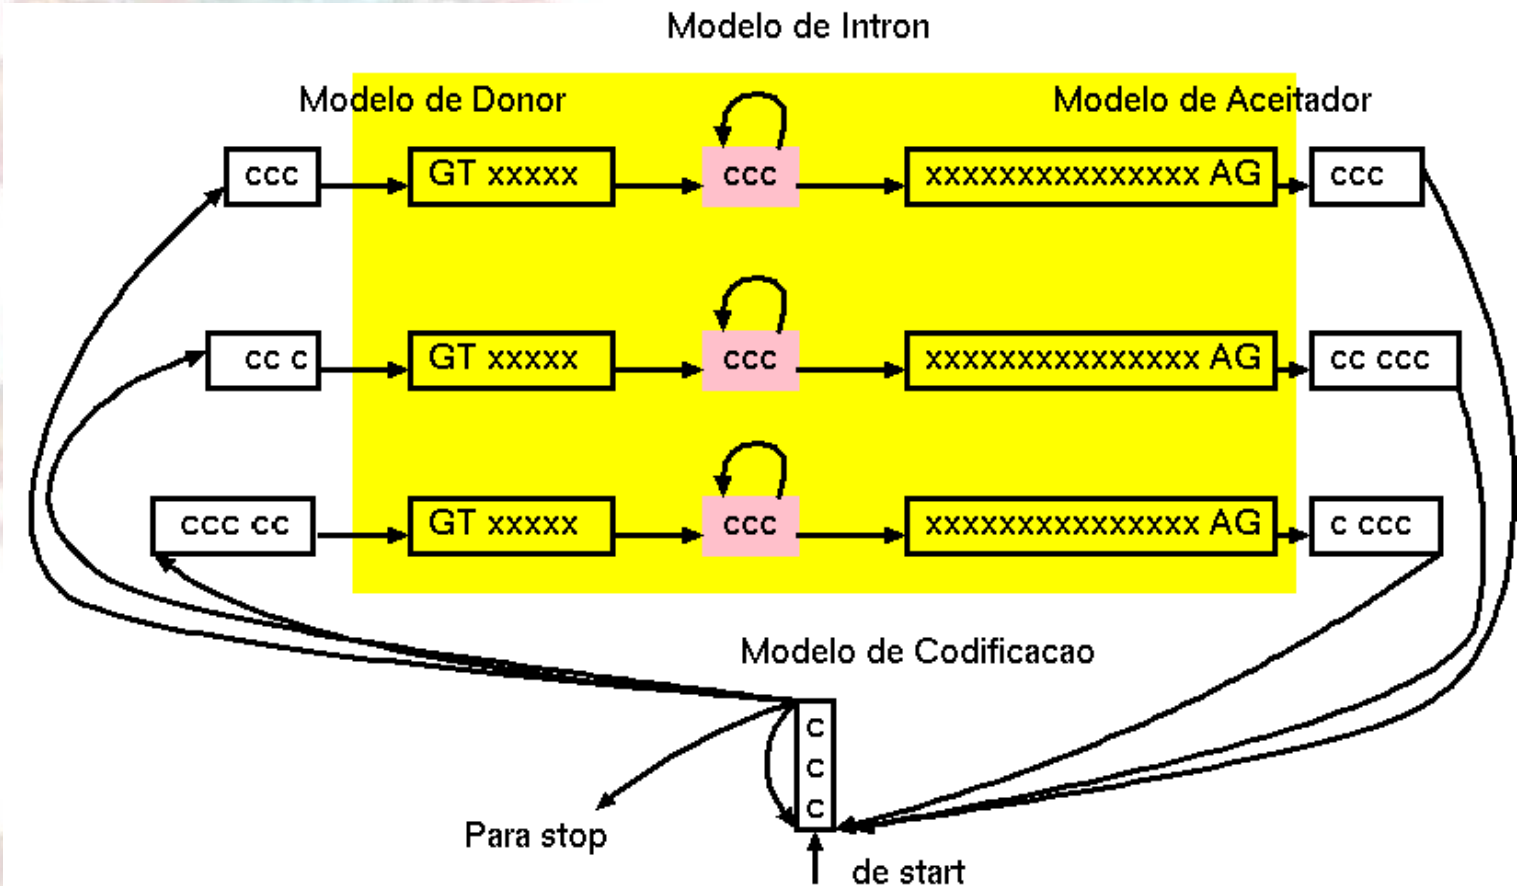 Modelo de Intron
Modelo de Donor Modelo de Aceitador
ccc GT xxxxx ccc xxxxxxxxxxxxxxx AG ccc
cc c GT xxxxx ccc xxxxxxxxxxxxxxx AG cc ccc
ccc cc GT xxxxx ccc xxxxxxxxxxxxxxx AG c ccc
Modelo de Codificacao
c
c
c
Para stop
de start